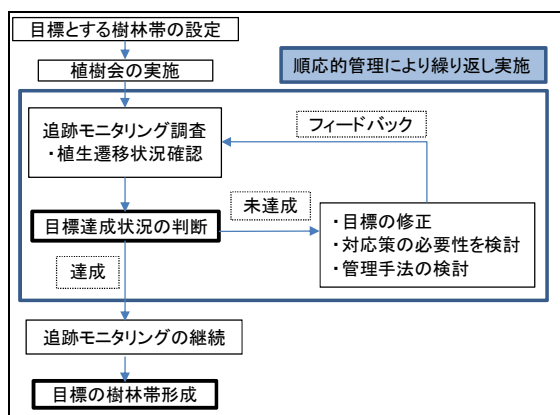 目標とする樹林帯の設定
植樹会の実施
順応的管理により繰り返し実施
追跡モニタリング調査
・植生遷移状況確認
フィードバック
目標達成状況の判断
未達成
・目標の修正
・対応策の必要性を検討
・管理手法の検討
達成
追跡モニタリングの継続
目標の樹林帯形成